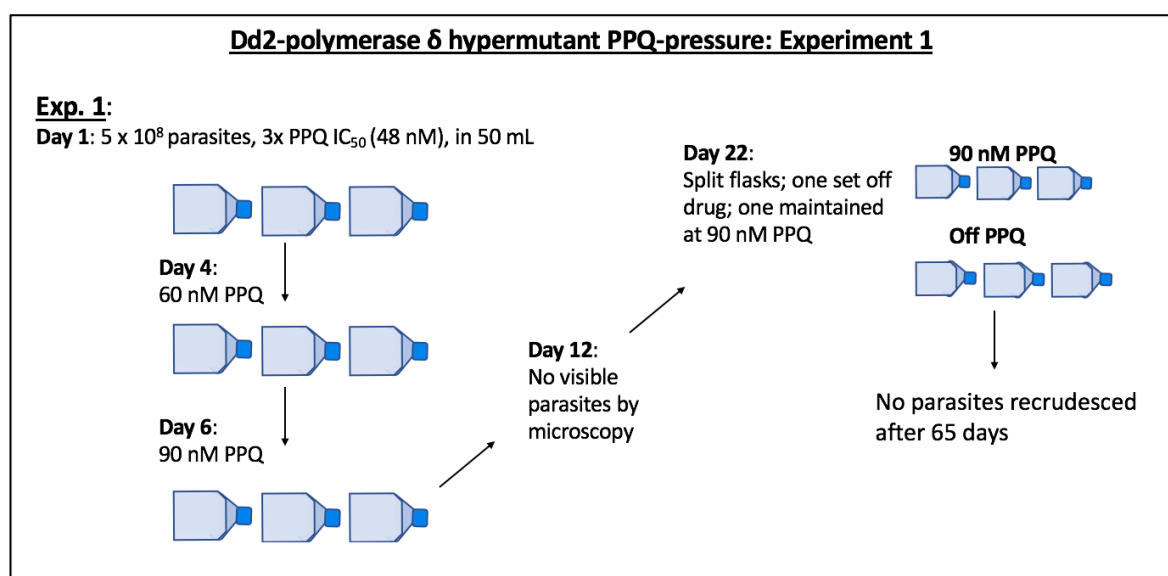 Dd2-polymerase δ hypermutant PPQ-pressure: Experiment 1
Exp. 1:
Day 1: 5 x 10⁸ parasites, 3x PPQ IC₅₀ (48 nM), in 50 mL
Day 4:
60 nM PPQ
Day 6:
90 nM PPQ
Day 12:
No visible
parasites by
microscopy
Day 22:
Split flasks; one set off
drug; one maintained
at 90 nM PPQ
90 nM PPQ
Off PPQ
No parasites recrudesced
after 65 days